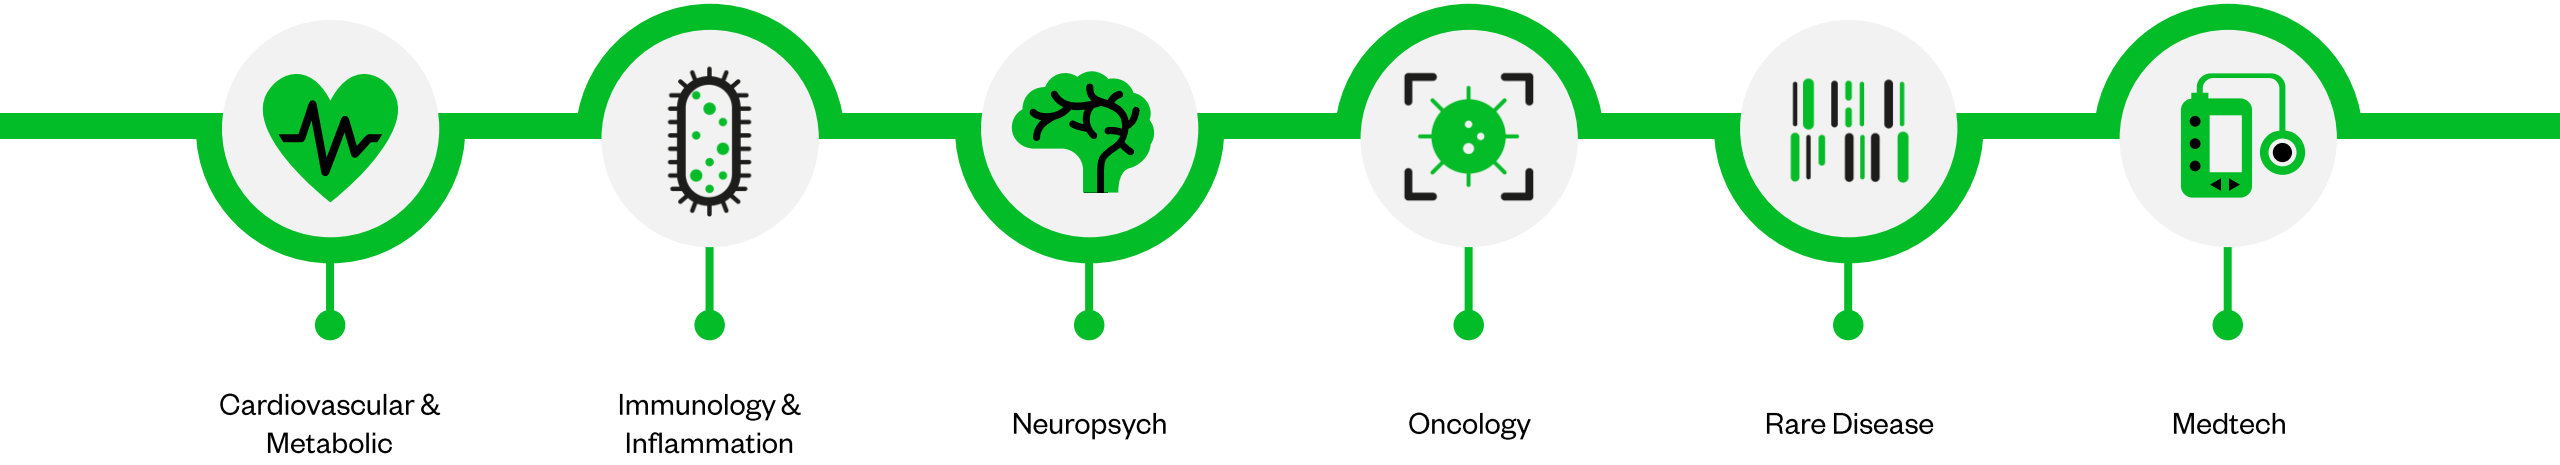 Cardiovascular &
Metabolic
Immunology &
Inflammation
Neuropsych
Oncology
Rare Disease
Medtech